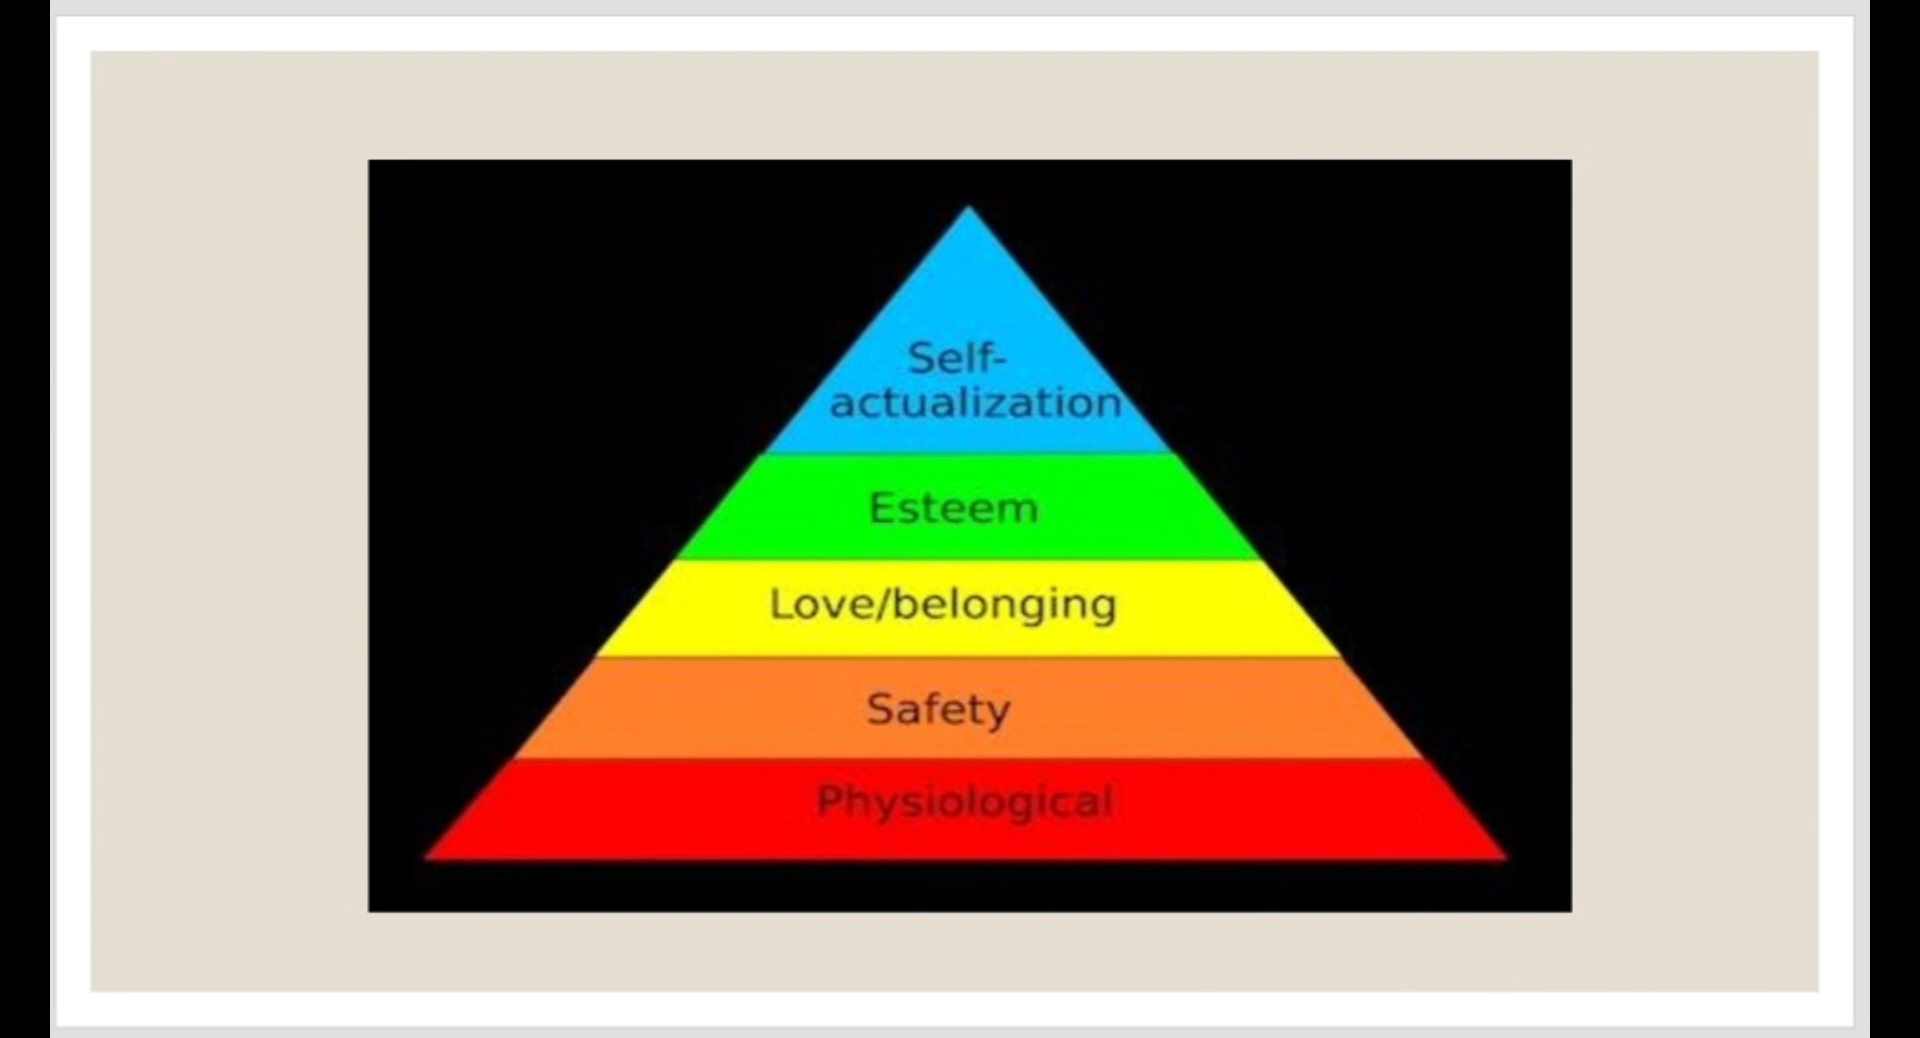 Self-
actualization
Esteem
Love/belonging
Safety
Physiological